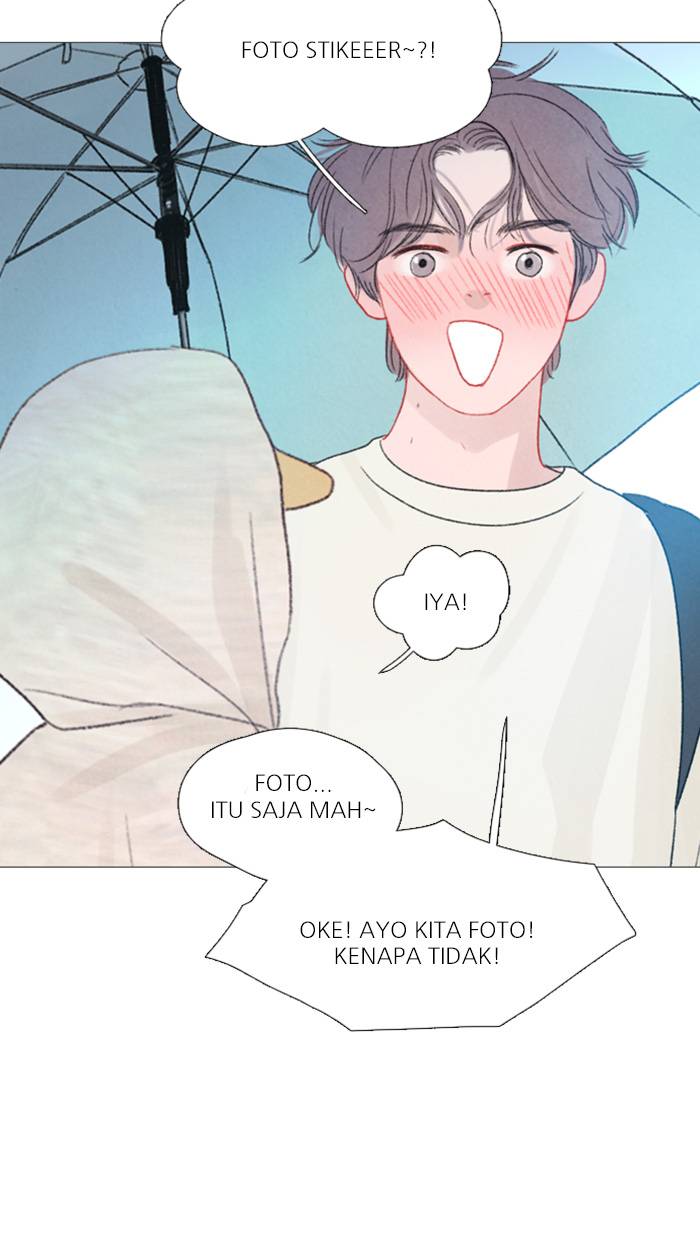 FOTO STIKEEER~?!
IYA!
FOTO...
ITU SAJA MAH~
OKE! AYO KITA FOTO!
KENAPA TIDAK!